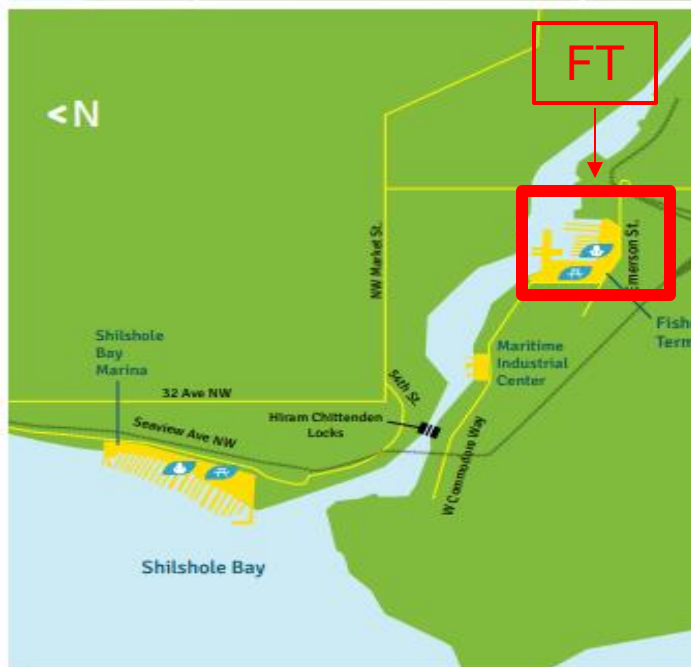 FT
<N
NW Market St.
merson St.
Shilshole
Bay
Marina
Maritime
Industrial
Center
Fish
Term
32 Ave NW
54th St.
Hiram Chittenden
Locks
Seaview Ave NW
W Commodore Way
Shilshole Bay